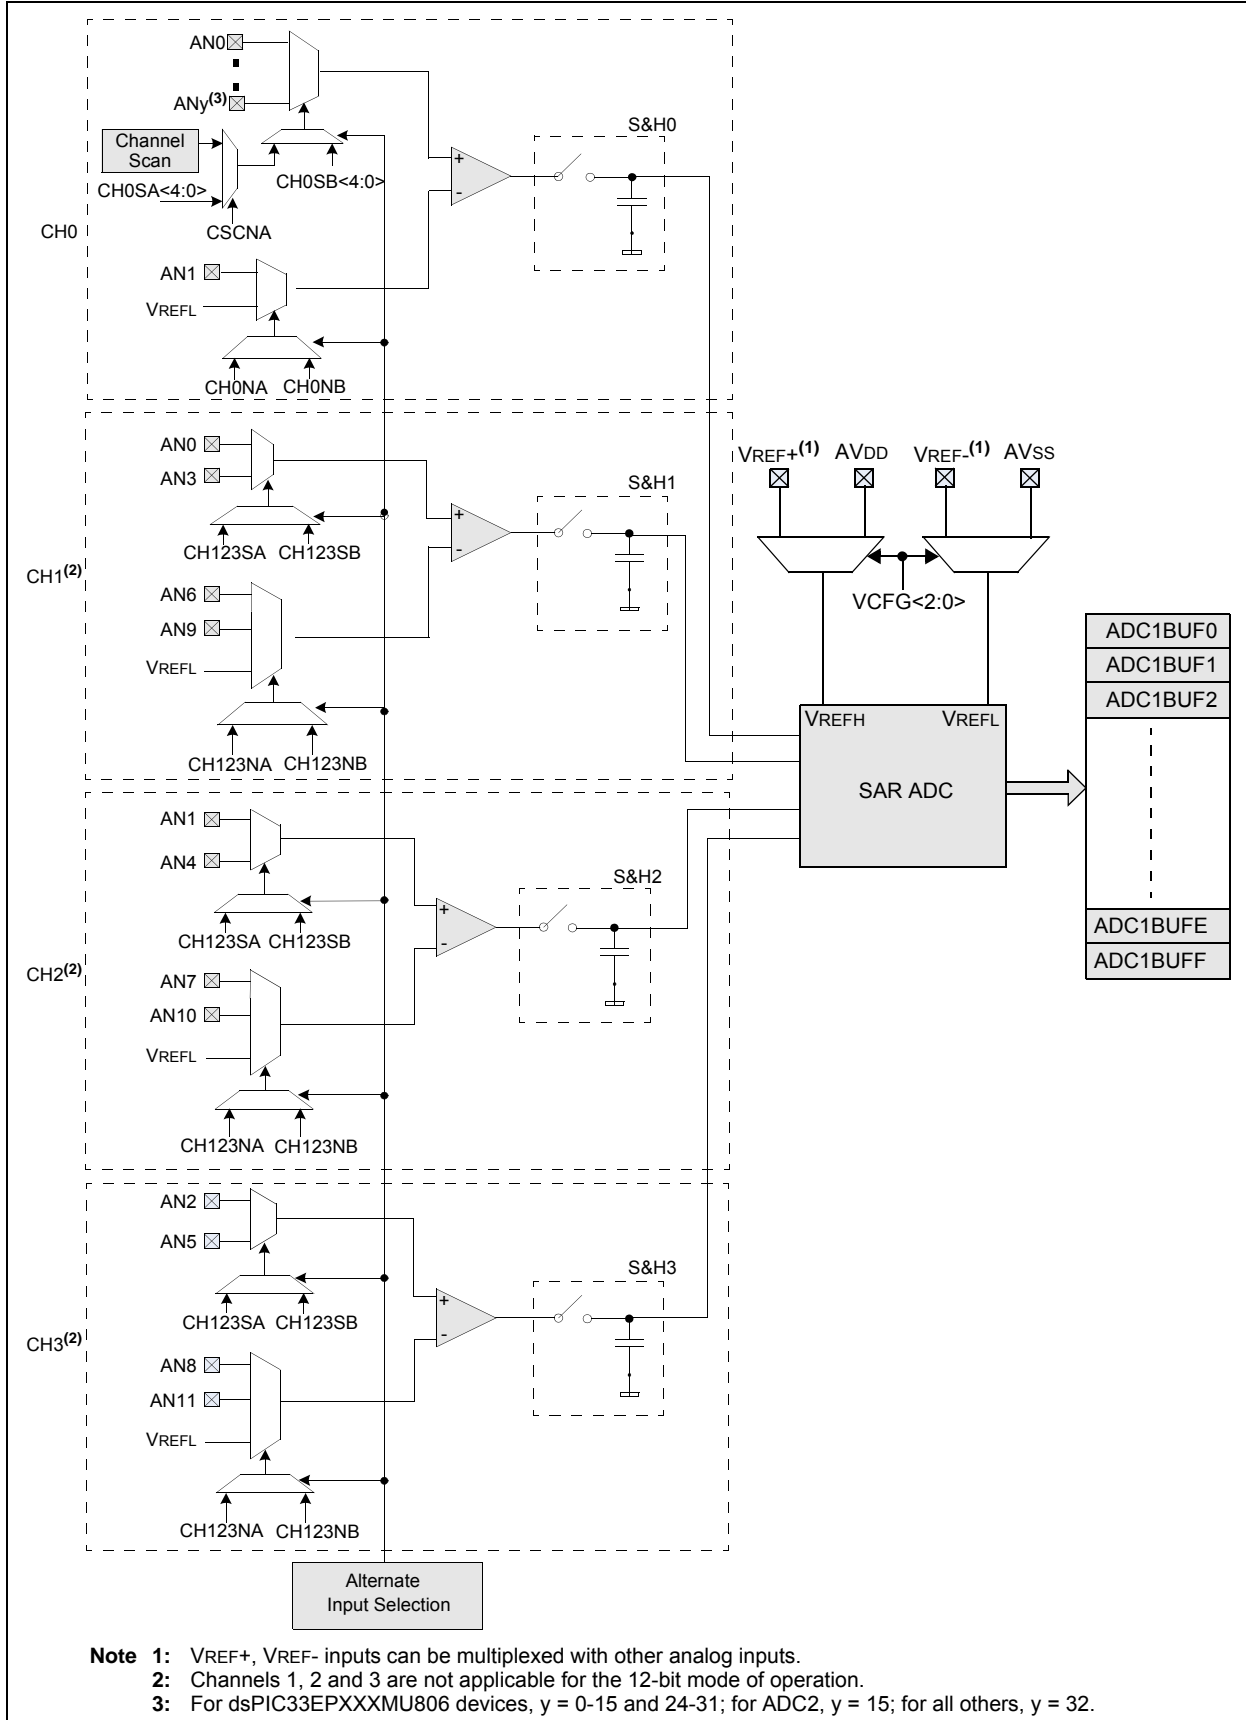 AN0
ANy(3)
Channel
Scan
CH0SA<4:0>
CH0SB<4:0>
CSCNA
CH0
AN1
VREFL
CH0NA
CH0NB
+
-
S&H0
AN0
AN3
CH123SA
CH123SB
CH1(2)
AN6
AN9
VREFL
CH123NA
CH123NB
+
-
S&H1
VREF+(1)
AVDD
VREF-(1)
AVSS
VCFG<2:0>
VREFH
VREFL
SAR ADC
ADC1BUF0
ADC1BUF1
ADC1BUF2
ADC1BUFE
ADC1BUFF
AN1
AN4
CH123SA
CH123SB
CH2(2)
AN7
AN10
VREFL
CH123NA
CH123NB
+
-
S&H2
AN2
AN5
CH123SA
CH123SB
CH3(2)
AN8
AN11
VREFL
CH123NA
CH123NB
+
-
S&H3
Alternate
Input Selection
Note 1: VREF+, VREF- inputs can be multiplexed with other analog inputs.
2: Channels 1, 2 and 3 are not applicable for the 12-bit mode of operation.
3: For dsPIC33EPXXXMU806 devices, y = 0-15 and 24-31; for ADC2, y = 15; for all others, y = 32.